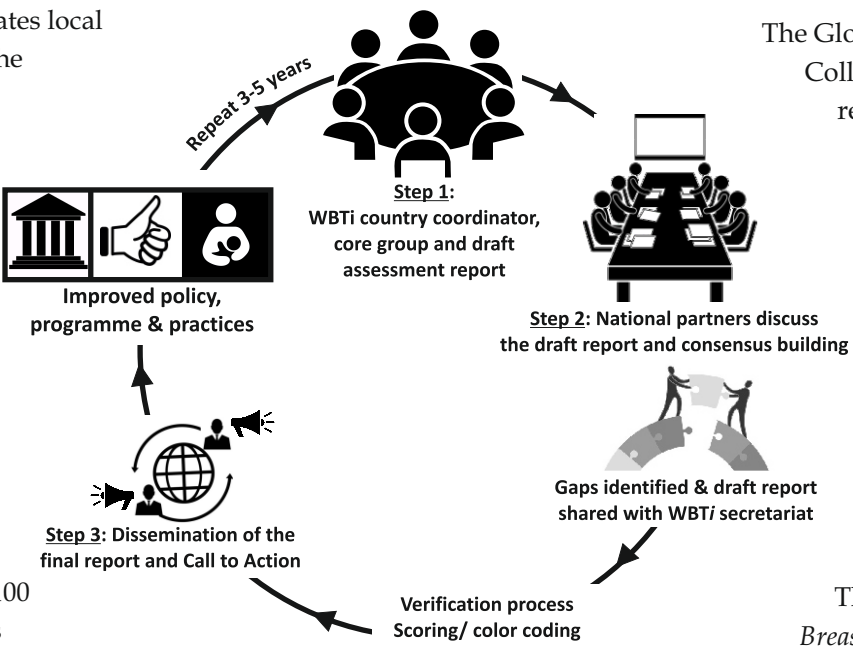 ates local
The Glo
Coll
re
Repeat 3-5 years
Step 1:
WBTi country coordinator,
core group and draft
assessment report
Step 2: National partners discuss
the draft report and consensus building
Gaps identified & draft report
shared with WBTi secretariat
Verification process
Scoring/ color coding
Step 3: Dissemination of the
final report and Call to Action
Improved policy,
programme & practices
00
Th
Breas